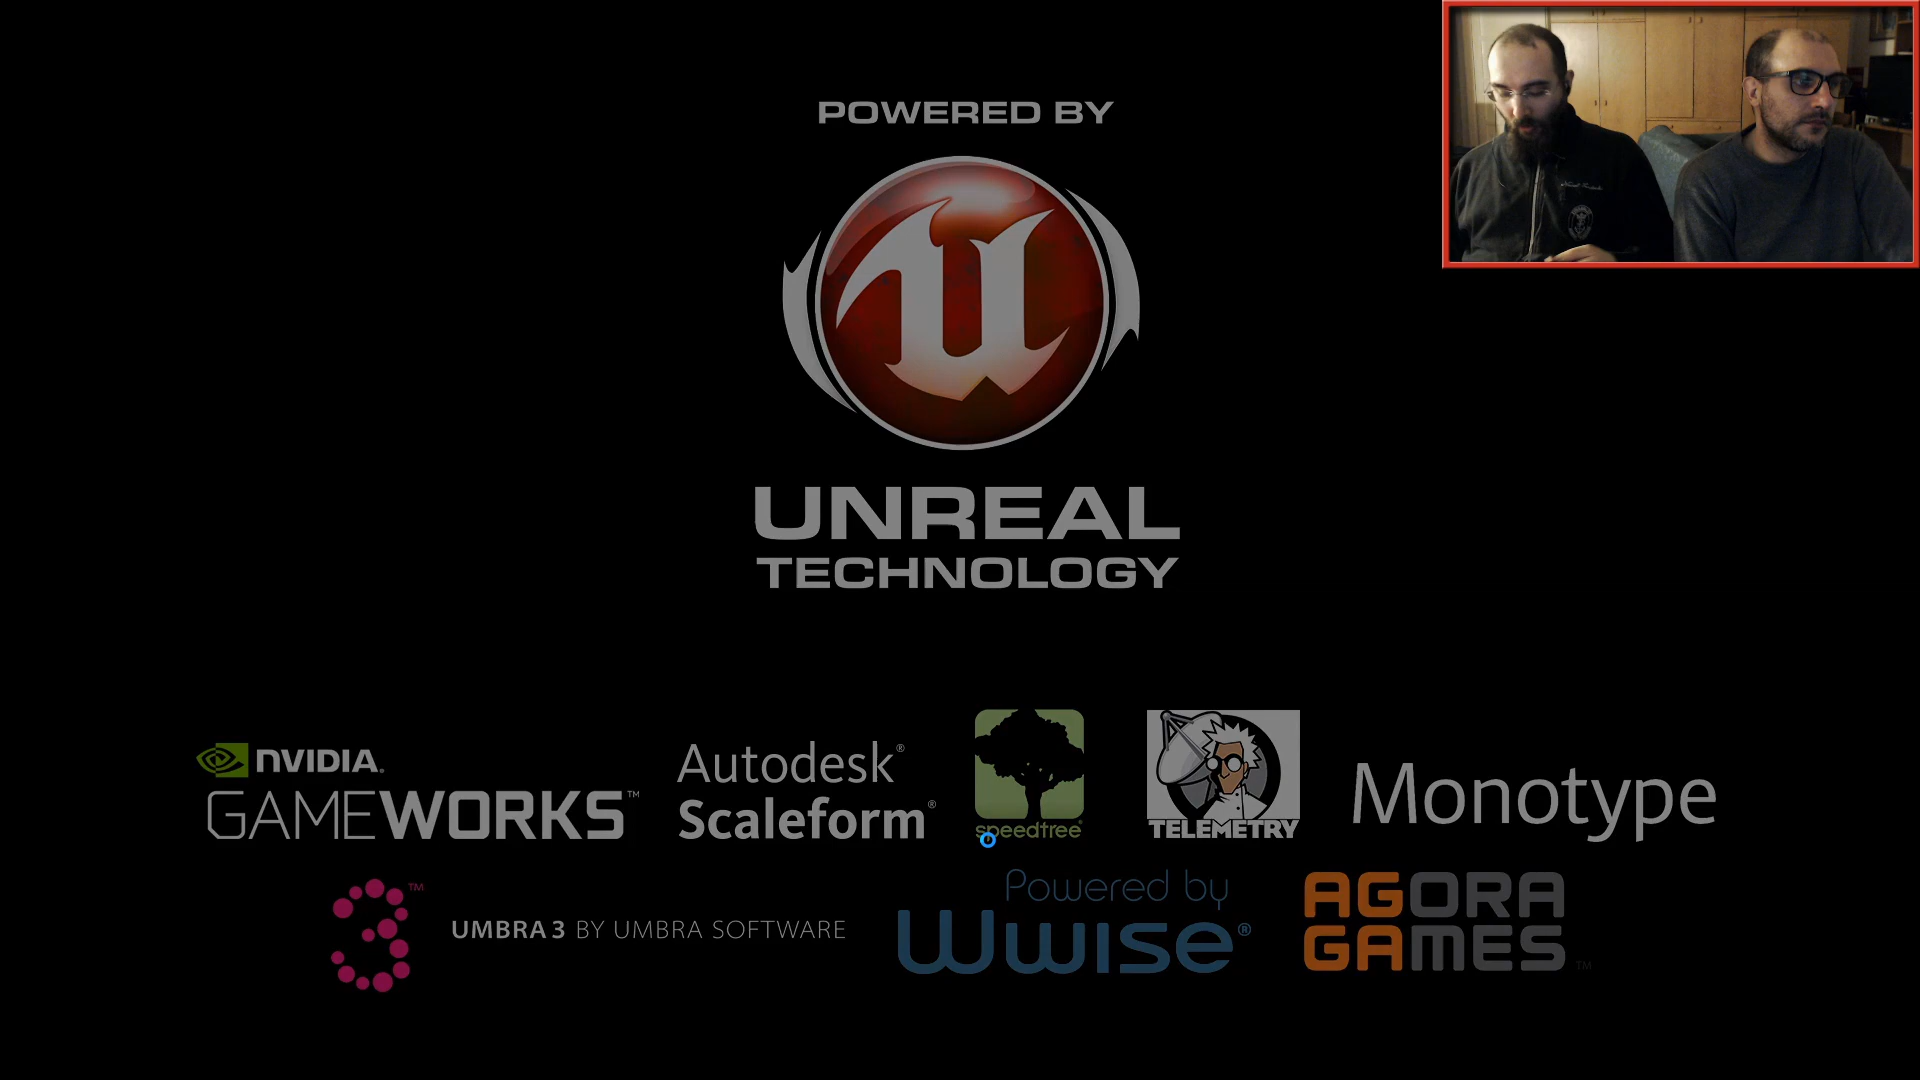 POWERED BY
UNREAL
TECHNOLOGY
NVIDIA.
GAMEWORKS™
Autodesk®
Scaleform®
speedtree®
TELEMETRY
Monotype
™
UMBRA 3 BY UMBRA SOFTWARE
Powered by
Wwise®
AGORA
GAMES™